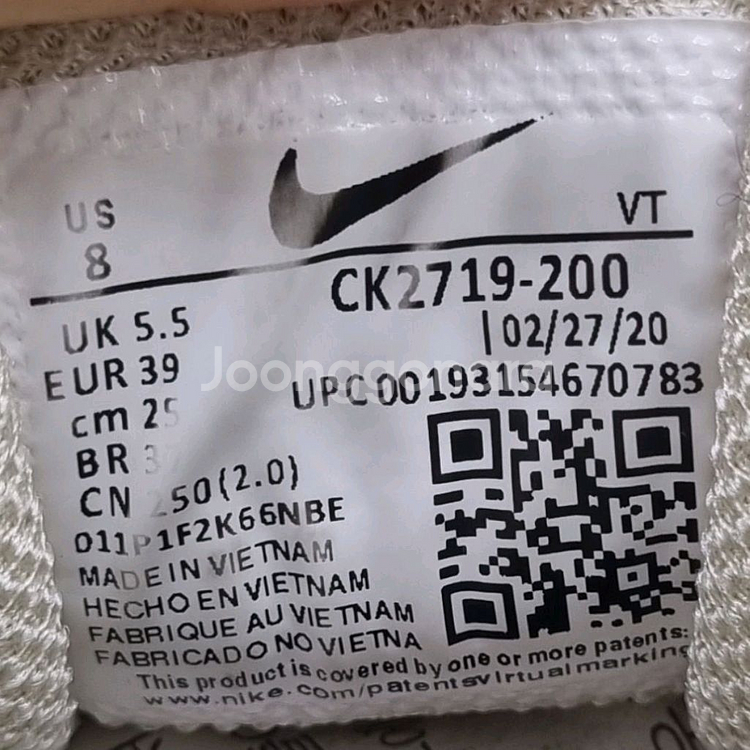 US
VT
8
CK2719-200
UK 5.5
02/27/20
EUR 39
UPC 00193154670783
cm 25
BR
CN 250(2.0)
011P1F2K66NBE
MADE IN VIETNAM
HECHO EN VIETNAM
FABRIQUE AU VIETNAM
FABRICADO NO VIETNA
This product is covered by one or more patents:
www.nike.com/patentsvirtualmarking